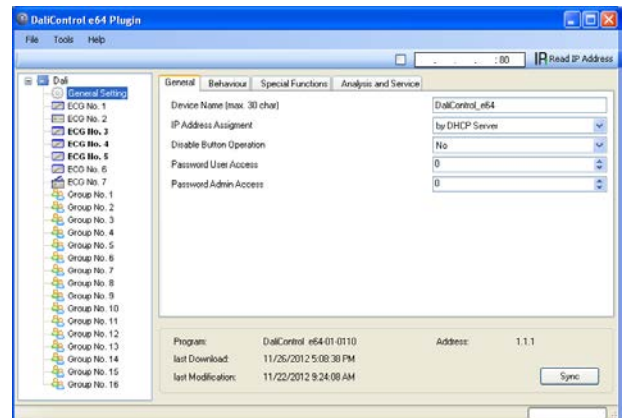 DaliControl e64 Plugin
File Tools Help
. . . :80 Read IP Address
Dali
General Setting
ECG No. 1
ECG No. 2
ECG No. 3
ECG No. 4
ECG No. 5
ECG No. 6
ECG No. 7
Group No. 1
Group No. 2
Group No. 3
Group No. 4
Group No. 5
Group No. 6
Group No. 7
Group No. 8
Group No. 9
Group No. 10
Group No. 11
Group No. 12
Group No. 13
Group No. 14
Group No. 15
Group No. 16
General Behaviour Special Functions Analysis and Service
Device Name (max. 30 char) DaliControl_e64
IP Address Assigment by DHCP Server
Disable Button Operation No
Password User Access 0
Password Admin Access 0
Program: DaliControl e64-01-0110 Address: 1.1.1
last Download: 11/26/2012 5:08:38 PM
last Modification: 11/22/2012 9:24:08 AM
Sync